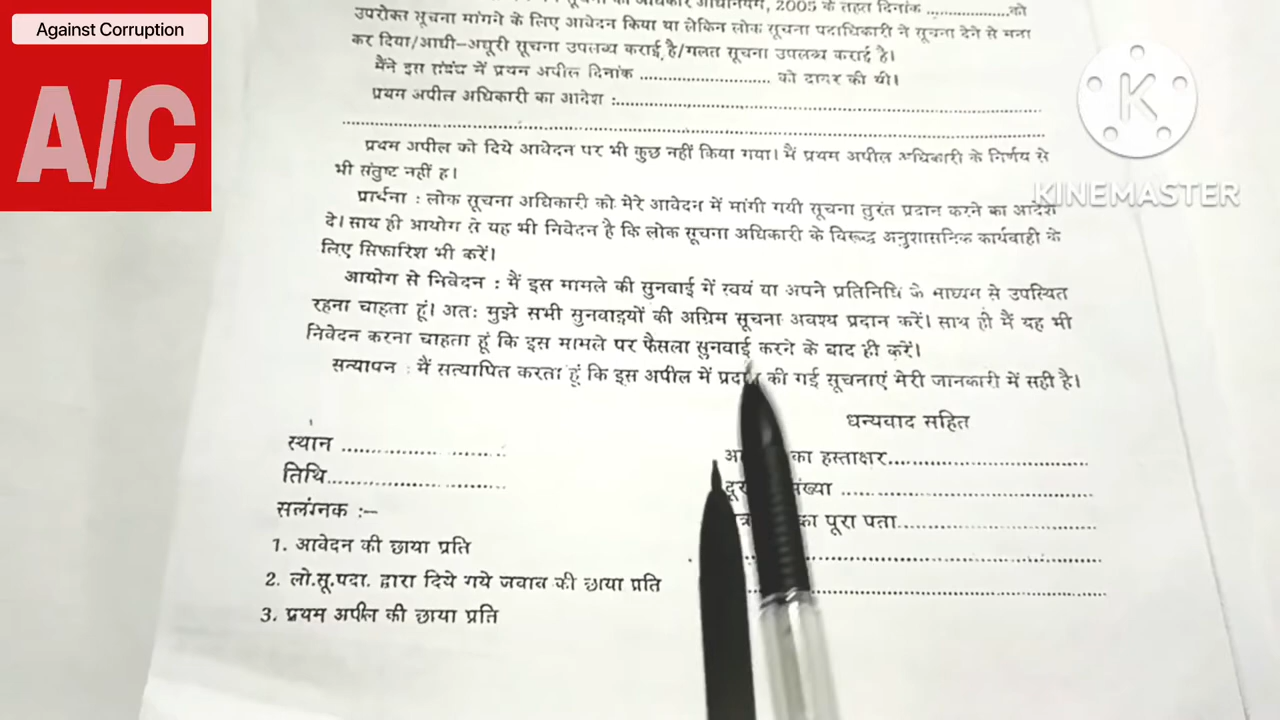 Against Corruption
A/C
KINEMASTER
सूचना का अधिकार अधिनियम, 2005 के तहत दिनांक ..................को
उपरोक्त सूचना मांगने के लिए आवेदन किया था लेकिन लोक सूचना पदाधिकारी ने सूचना देने से मना
कर दिया/आधी-अधूरी सूचना उपलब्ध कराई है/गलत सूचना उपलब्ध कराई है।
मैंने इस संबंध में प्रथम अपील दिनांक ............................ को दायर की थी।
प्रथम अपील अधिकारी का आदेश :..........................................................................
प्रथम अपील को दिये आवेदन पर भी कुछ नहीं किया गया। मैं प्रथम अपील अधिकारी के निर्णय से
भी संतुष्ट नहीं हूं।
प्रार्थना : लोक सूचना अधिकारी को मेरे आवेदन में मांगी गयी सूचना तुरंत प्रदान करने का आदेश
दे। साथ ही आयोग से यह भी निवेदन है कि लोक सूचना अधिकारी के विरूद्ध अनुशासनिक कार्यवाही के
लिए सिफारिश भी करें।
आयोग से निवेदन : मैं इस मामले की सुनवाई में स्वयं या अपने प्रतिनिधि के माध्यम से उपस्थित
रहना चाहता हूं। अतः मुझे सभी सुनवाइयों की अग्रिम सूचना अवश्य प्रदान करें। साथ ही मैं यह भी
निवेदन करना चाहता हूं कि इस मामले पर फैसला सुनवाई करने के बाद ही करें।
सत्यापन : मैं सत्यापित करता हूं कि इस अपील में प्रदान की गई सूचनाएं मेरी जानकारी में सही है।
धन्यवाद सहित
स्थान .................................. का हस्ताक्षर..........................................
तिथि.................................... संख्या .....................................................
सलंग्नक :–
का पूरा पता..........................................
1. आवेदन की छाया प्रति
2. लो.सू.पदा. द्वारा दिये गये जवाब की छाया प्रति
3. प्रथम अपील की छाया प्रति